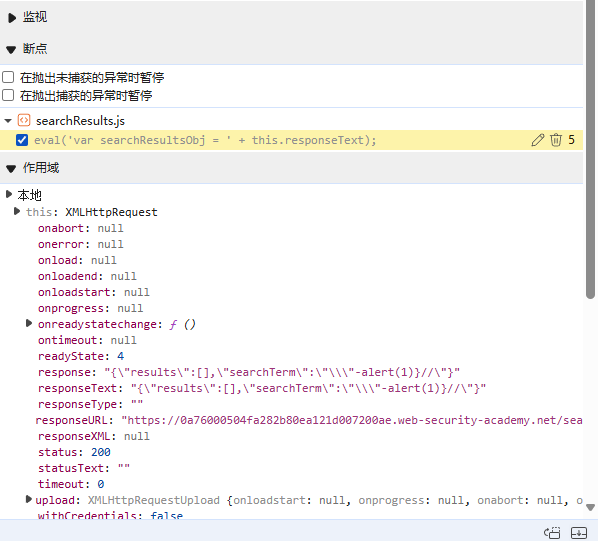 监视
断点
在抛出未捕获的异常时暂停
在抛出捕获的异常时暂停
searchResults.js
eval('var searchResultsObj = ' + this.responseText); 5
作用域
本地
this: XMLHttpRequest
onabort: null
onerror: null
onload: null
onloadend: null
onloadstart: null
onprogress: null
onreadystatechange: ƒ ()
ontimeout: null
readyState: 4
response: "{\"results\":[],\"searchTerm\":\"\\\"-alert(1)}//\"}"
responseText: "{\"results\":[],\"searchTerm\":\"\\\"-alert(1)}//\"}"
responseType: ""
responseURL: "https://0a76000504fa282b80ea121d007200ae.web-security-academy.net/sea
responseXML: null
status: 200
statusText: ""
timeout: 0
upload: XMLHttpRequestUpload {onloadstart: null, onprogress: null, onabort: null, o
withCredentials: false